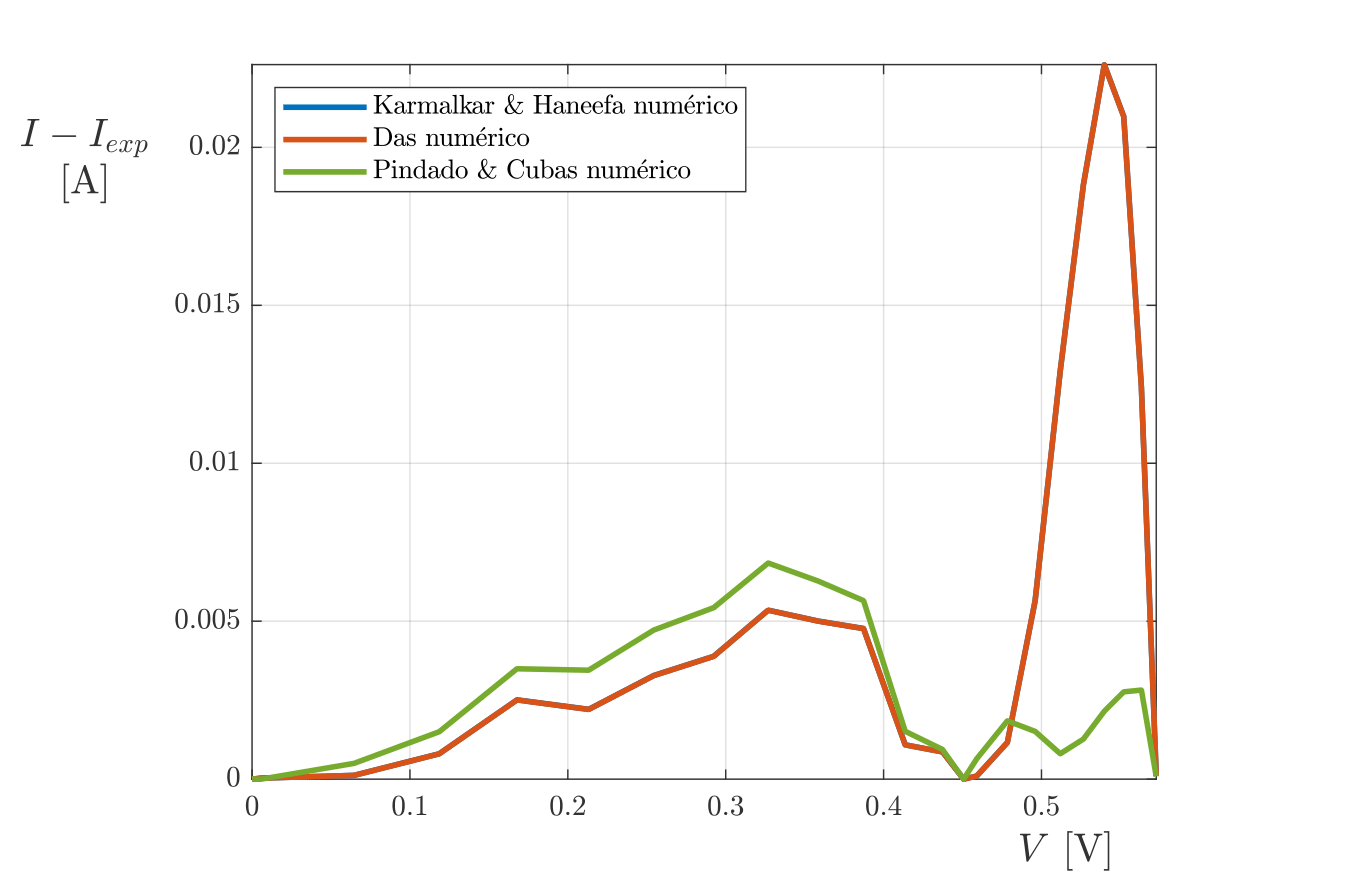 I − I_exp
[A]
Karmalkar & Haneefa numérico
Das numérico
Pindado & Cubas numérico
0.02
0.015
0.01
0.005
0
0 0.1 0.2 0.3 0.4 0.5
V [V]